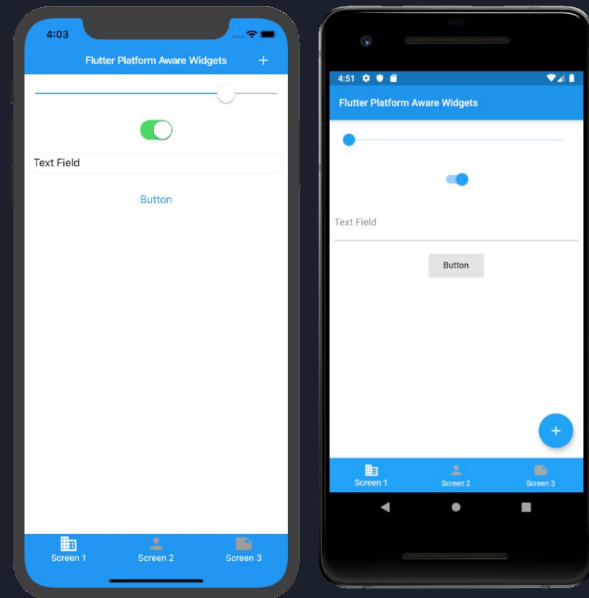 4:03
Flutter Platform Aware Widgets +
Text Field
Button
Screen 1 Screen 2 Screen 3
4:51
Flutter Platform Aware Widgets
Text Field
Button
+
Screen 1 Screen 2 Screen 3